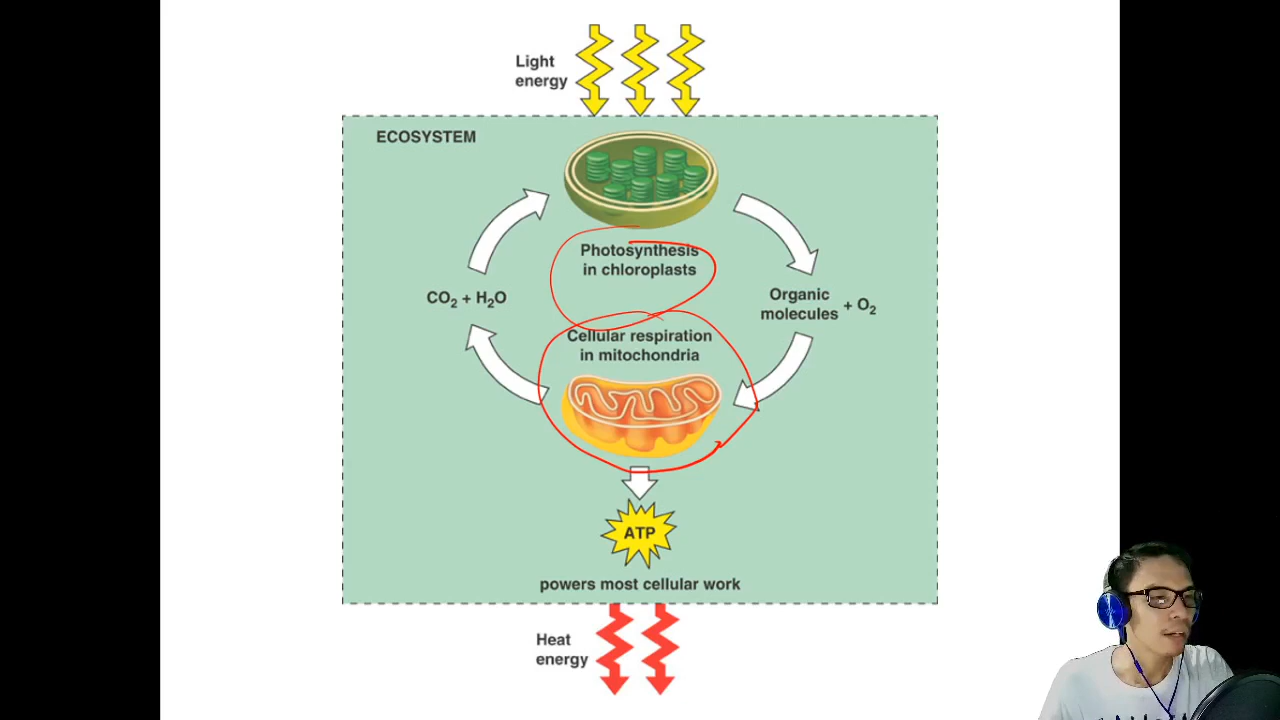 Light
energy
ECOSYSTEM
Photosynthesis
in chloroplasts
CO₂ + H₂O
Organic
molecules + O₂
Cellular respiration
in mitochondria
ATP
powers most cellular work
Heat
energy